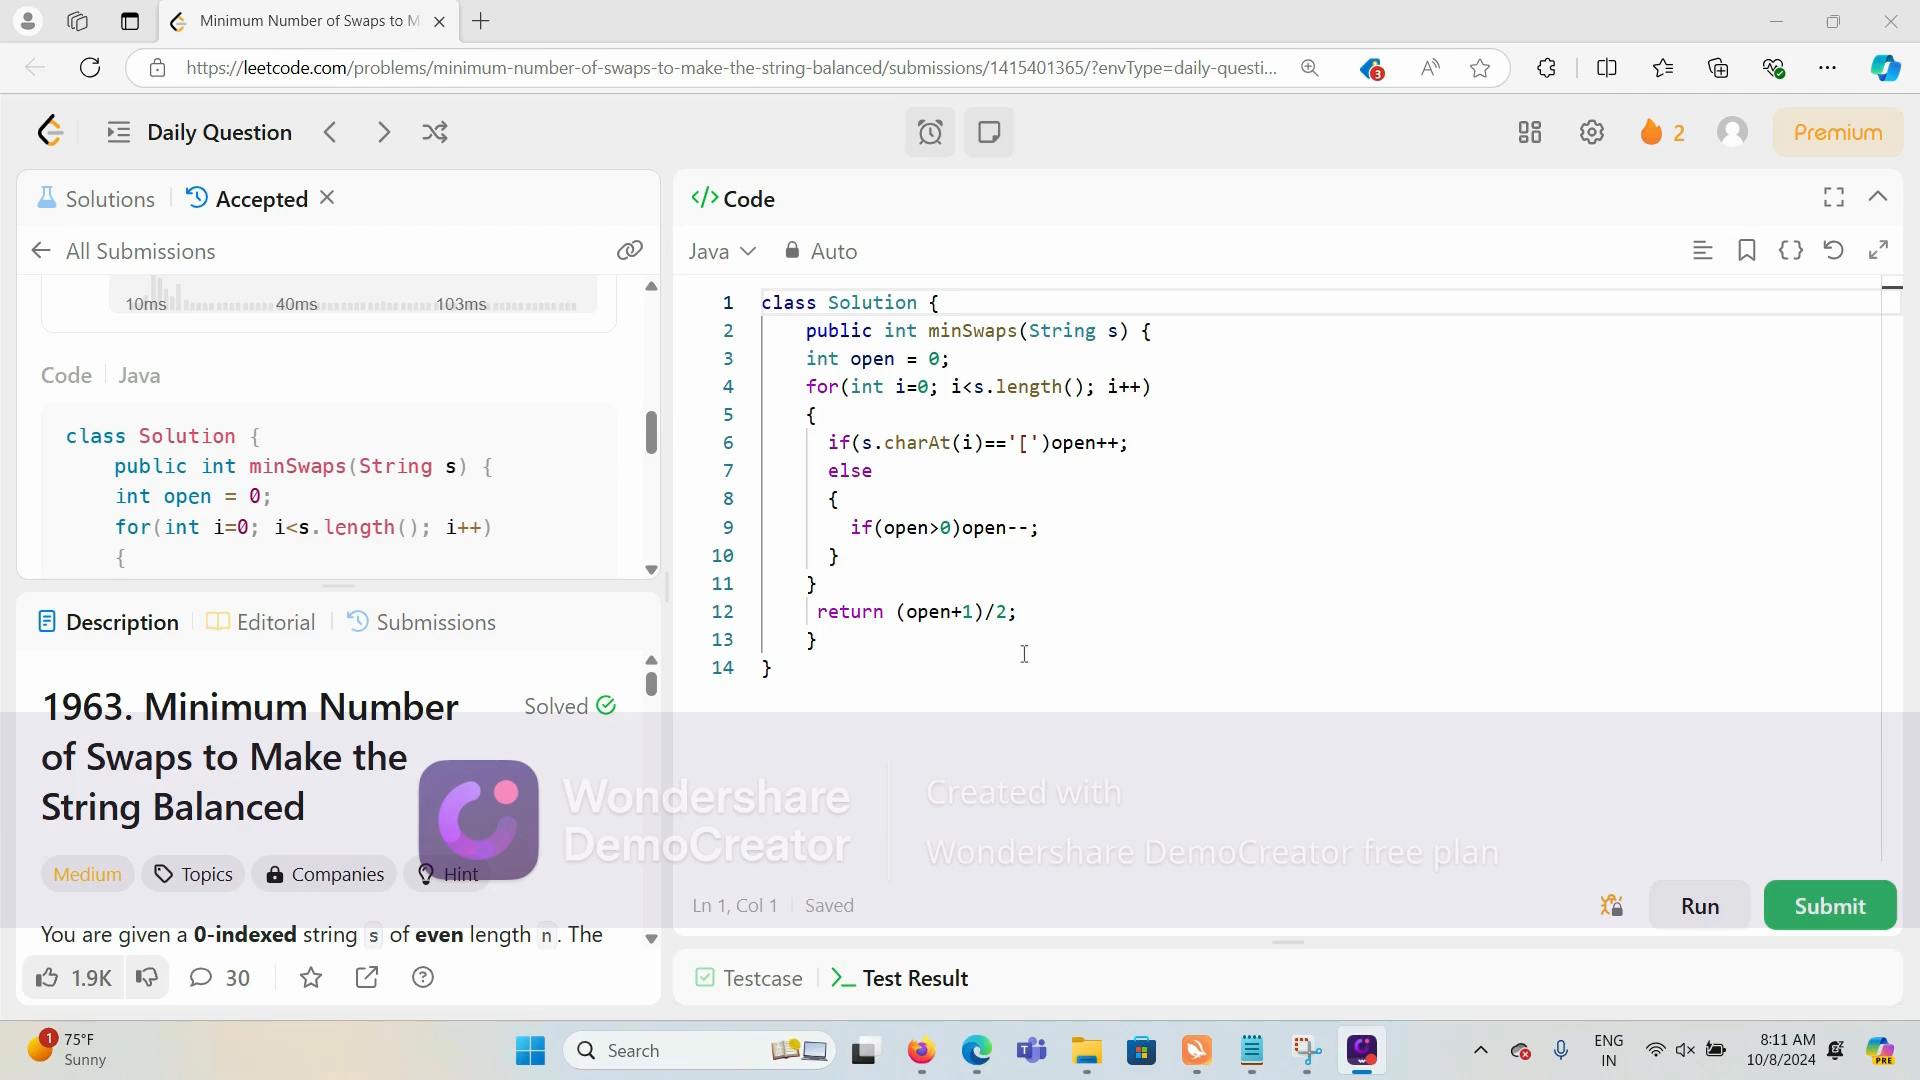 Minimum Number of Swaps to M
https://leetcode.com/problems/minimum-number-of-swaps-to-make-the-string-balanced/submissions/1415401365/?envType=daily-questi...
3
Daily Question
2
Premium
Solutions
Accepted
All Submissions
10ms 40ms 103ms
Code Java
class Solution {
public int minSwaps(String s) {
int open = 0;
for(int i=0; i<s.length(); i++)
{
Description
Editorial
Submissions
1963. Minimum Number
of Swaps to Make the
String Balanced
Solved
Medium
Topics
Companies
Hint
You are given a 0-indexed string s of even length n. The
1.9K
30
</> Code
Java
Auto
1 class Solution {
2 public int minSwaps(String s) {
3 int open = 0;
4 for(int i=0; i<s.length(); i++)
5 {
6 if(s.charAt(i)=='[')open++;
7 else
8 {
9 if(open>0)open--;
10 }
11 }
12 return (open+1)/2;
13 }
14 }
Wondershare
DemoCreator
Created with
Wondershare DemoCreator free plan
Ln 1, Col 1
Saved
Run
Submit
Testcase
Test Result
1
75°F
Sunny
Search
ENG
IN
8:11 AM
10/8/2024
PRE